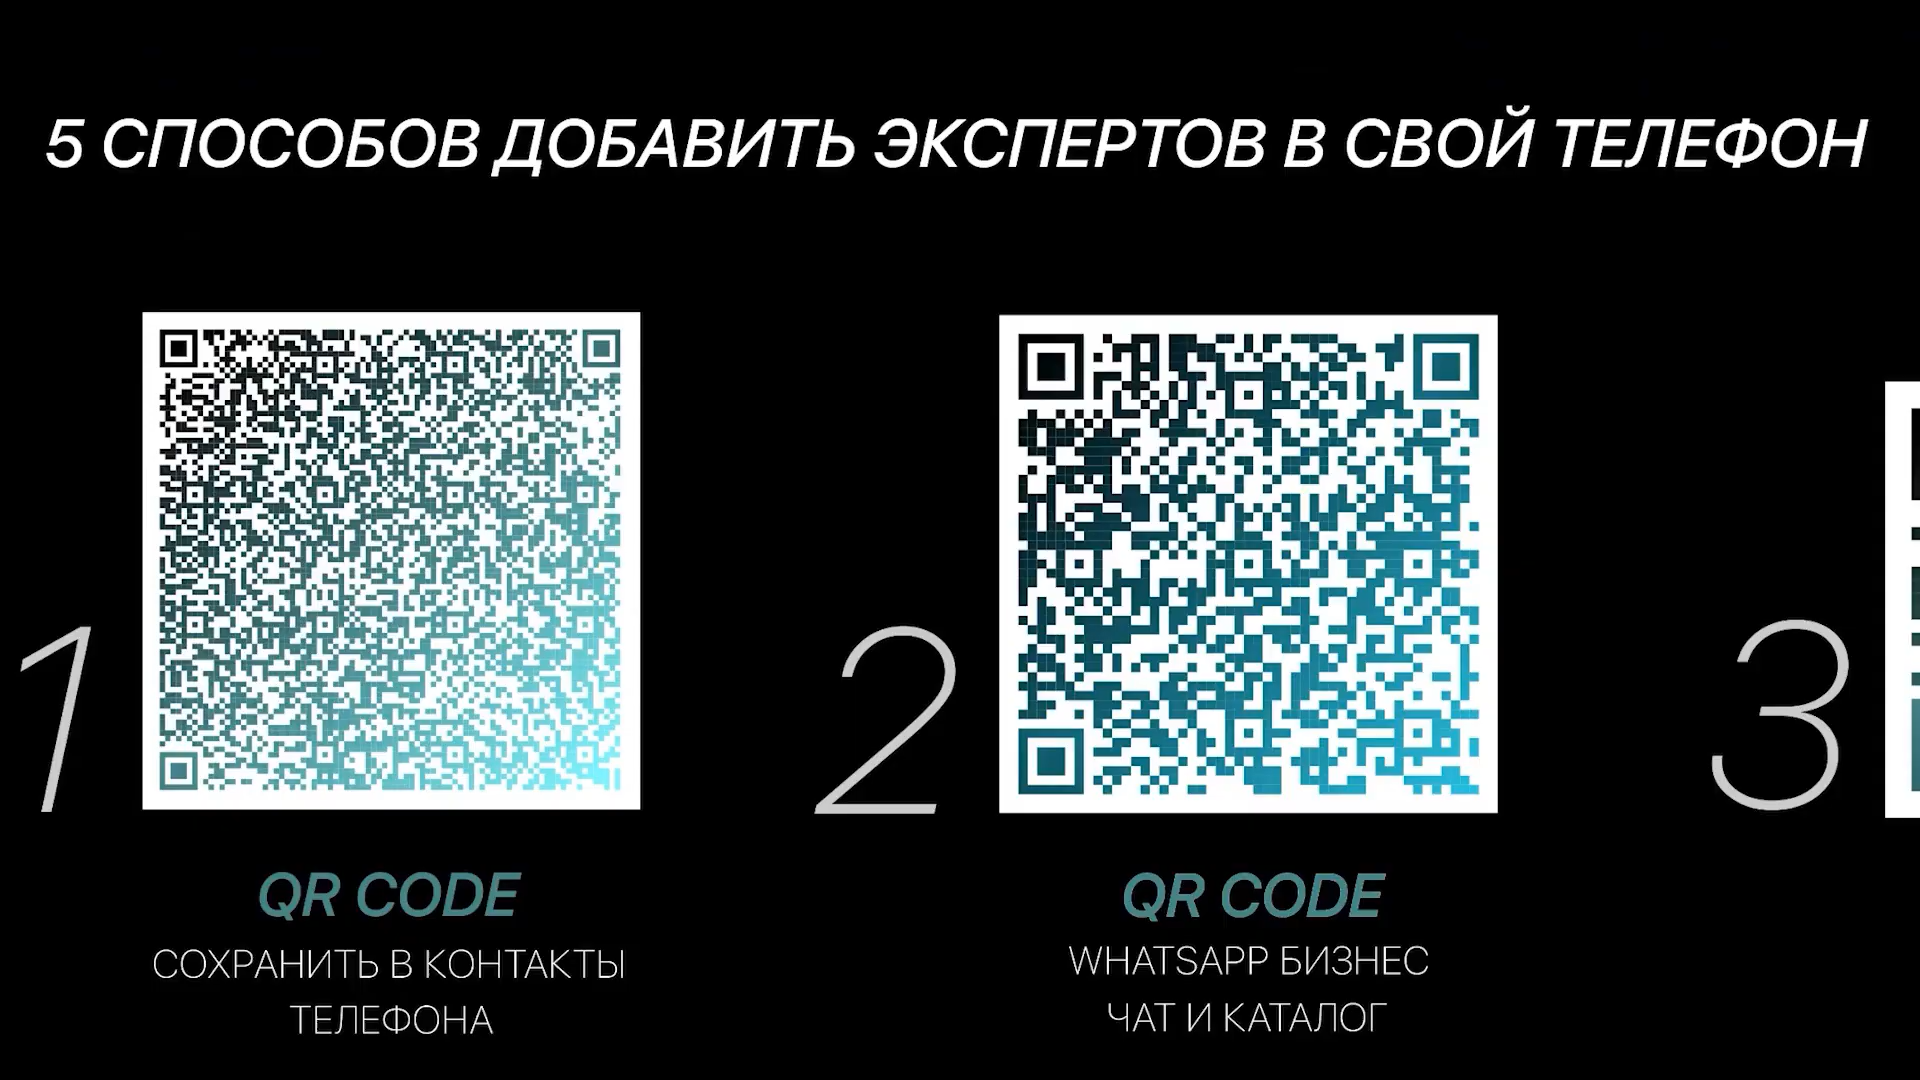 5 СПОСОБОВ ДОБАВИТЬ ЭКСПЕРТОВ В СВОЙ ТЕЛЕФОН
1
2
3
QR CODE
СОХРАНИТЬ В КОНТАКТЫ
ТЕЛЕФОНА
QR CODE
WHATSAPP БИЗНЕС
ЧАТ И КАТАЛОГ